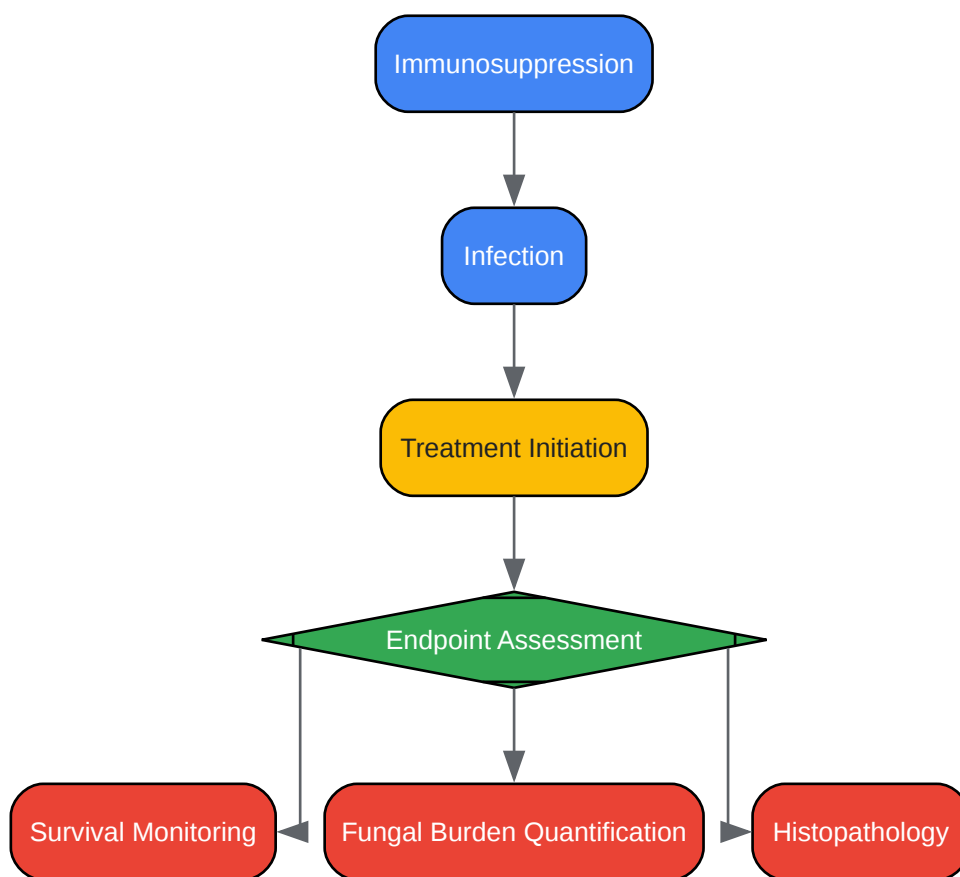 Immunosuppression
Infection
Treatment Initiation
Endpoint Assessment
Survival Monitoring
Fungal Burden Quantification
Histopathology